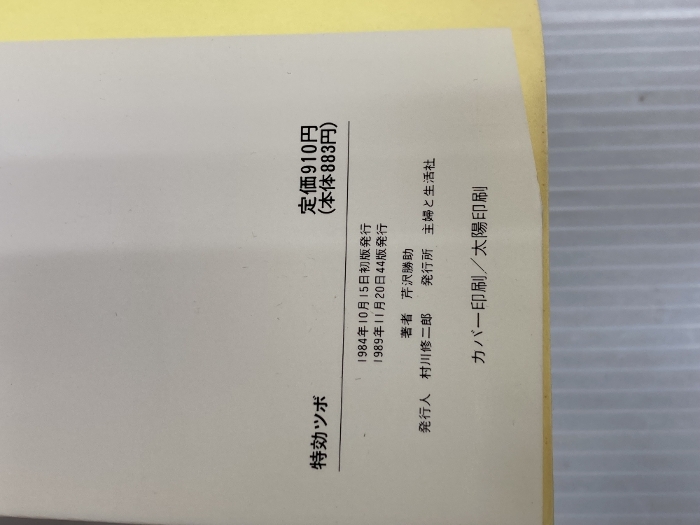 特効ツボ 定価910円
(本体883円)
1984年10月15日初版発行
1989年11月20日44版発行
著者 芹沢勝助
発行人 村川修二郎 発行所 主婦と生活社
カバー印刷/太陽印刷